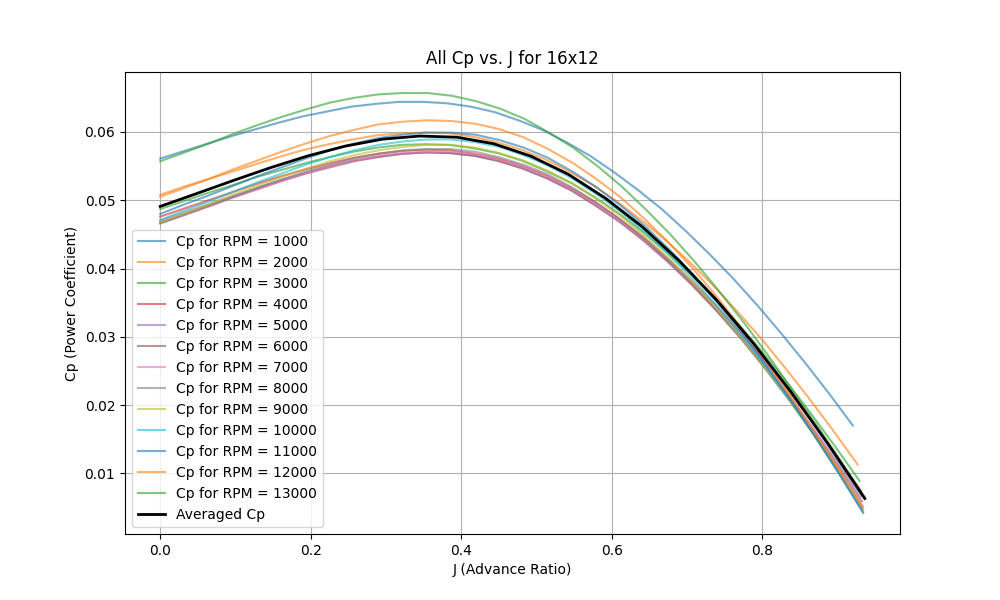 All Cp vs. J for 16x12
Cp (Power Coefficient)
0.06
0.05
0.04
0.03
0.02
0.01
Cp for RPM = 1000
Cp for RPM = 2000
Cp for RPM = 3000
Cp for RPM = 4000
Cp for RPM = 5000
Cp for RPM = 6000
Cp for RPM = 7000
Cp for RPM = 8000
Cp for RPM = 9000
Cp for RPM = 10000
Cp for RPM = 11000
Cp for RPM = 12000
Cp for RPM = 13000
Averaged Cp
0.0 0.2 0.4 0.6 0.8
J (Advance Ratio)